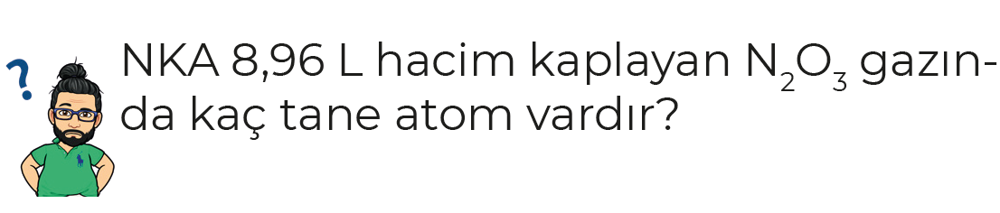 ?
NKA 8,96 L hacim kaplayan N₂O₃ gazın-
da kaç tane atom vardır?